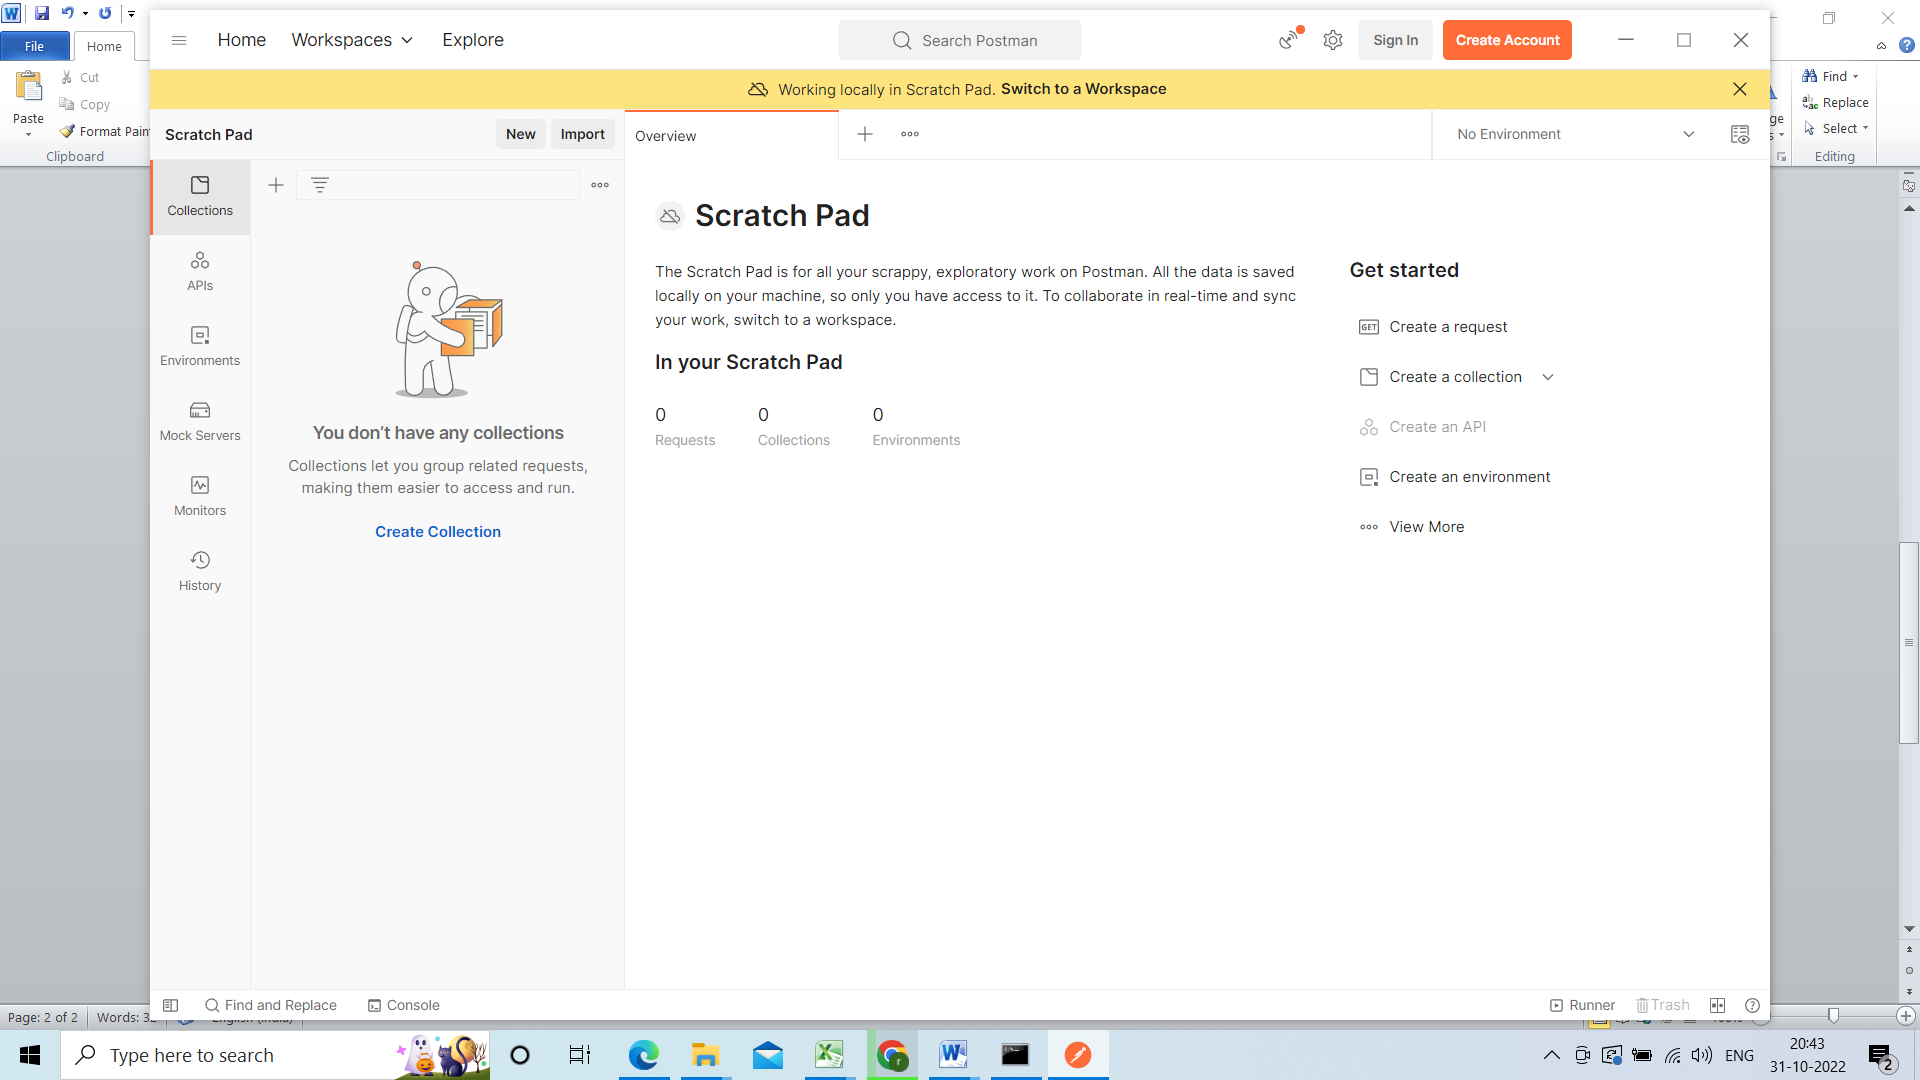 File
Home
Cut
Copy
Paste
Format Pain
Clipboard
Home
Workspaces
Explore
Search Postman
Sign In
Create Account
Working locally in Scratch Pad. Switch to a Workspace
Find
Replace
Select
Editing
ge
Scratch Pad
New
Import
Overview
No Environment
Collections
APIs
Environments
Mock Servers
Monitors
History
You don’t have any collections
Collections let you group related requests,
making them easier to access and run.
Create Collection
Scratch Pad
The Scratch Pad is for all your scrappy, exploratory work on Postman. All the data is saved
locally on your machine, so only you have access to it. To collaborate in real-time and sync
your work, switch to a workspace.
In your Scratch Pad
0 0 0
Requests Collections Environments
Get started
GET Create a request
Create a collection
Create an API
Create an environment
View More
Find and Replace
Console
Runner
Trash
Page: 2 of 2
Words: 3
Type here to search
ENG
20:43
31-10-2022
2